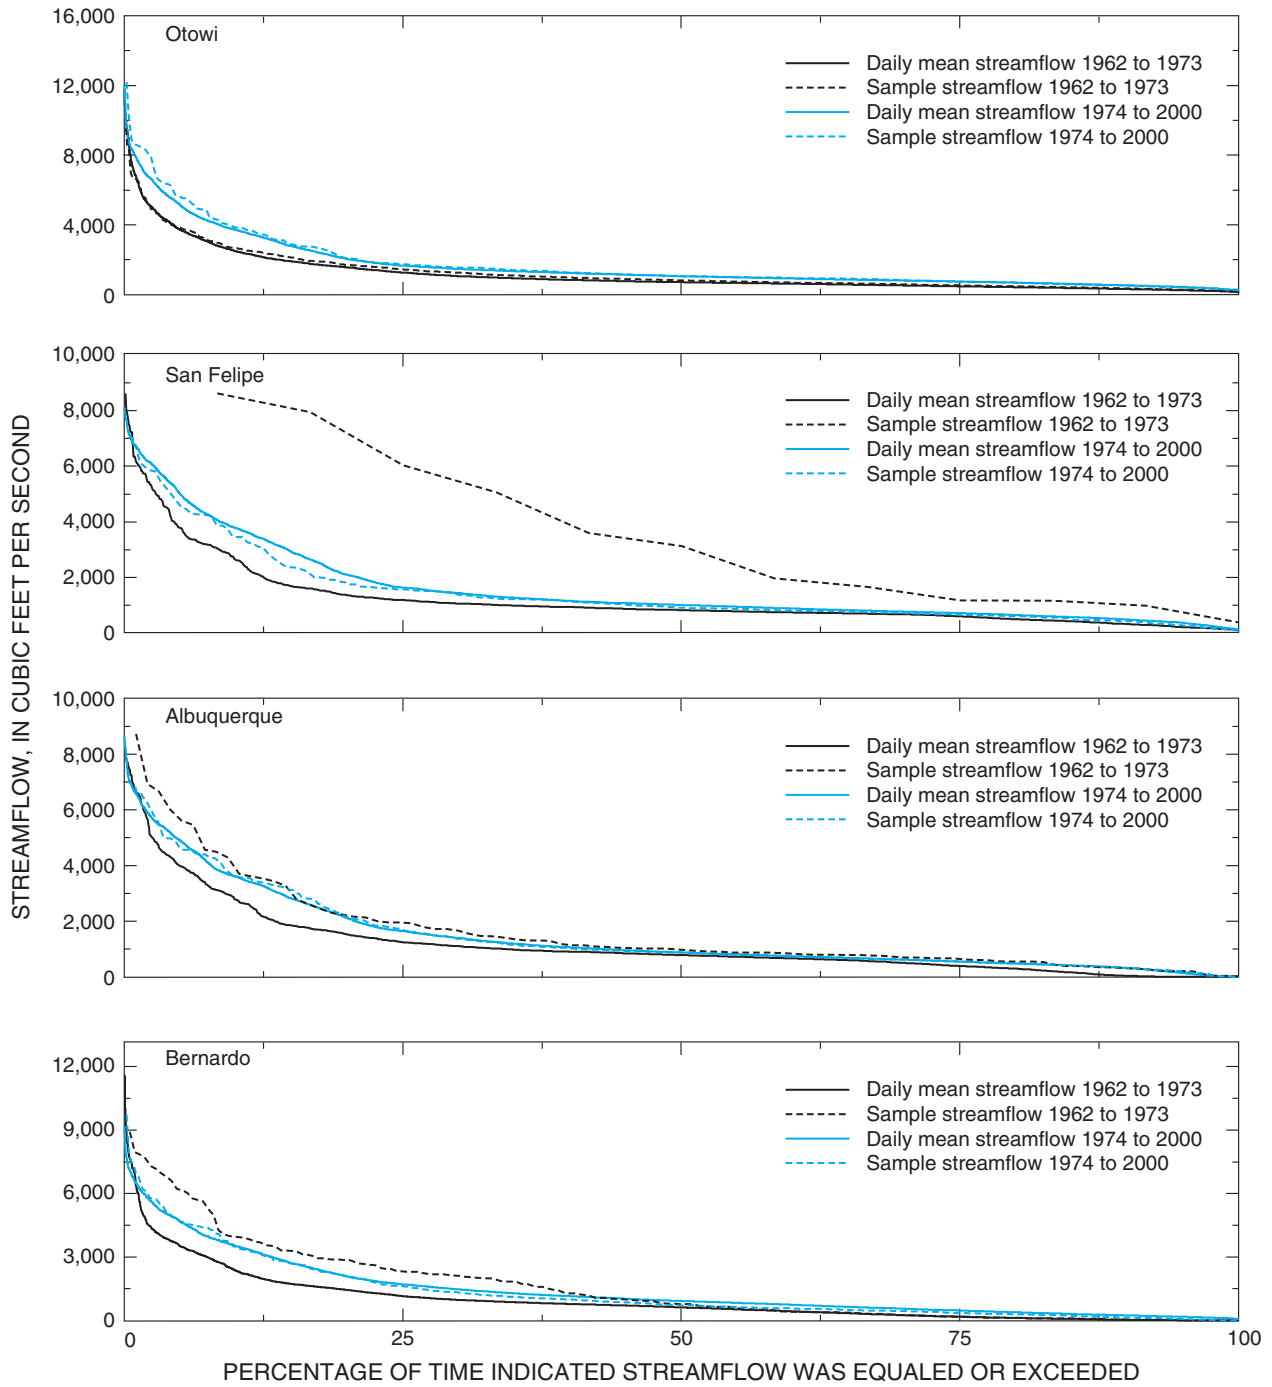 STREAMFLOW, IN CUBIC FEET PER SECOND
Otowi
16,000
12,000
8,000
4,000
0
Daily mean streamflow 1962 to 1973
Sample streamflow 1962 to 1973
Daily mean streamflow 1974 to 2000
Sample streamflow 1974 to 2000
San Felipe
10,000
8,000
6,000
4,000
2,000
0
Daily mean streamflow 1962 to 1973
Sample streamflow 1962 to 1973
Daily mean streamflow 1974 to 2000
Sample streamflow 1974 to 2000
Albuquerque
10,000
8,000
6,000
4,000
2,000
0
Daily mean streamflow 1962 to 1973
Sample streamflow 1962 to 1973
Daily mean streamflow 1974 to 2000
Sample streamflow 1974 to 2000
Bernardo
12,000
9,000
6,000
3,000
0
Daily mean streamflow 1962 to 1973
Sample streamflow 1962 to 1973
Daily mean streamflow 1974 to 2000
Sample streamflow 1974 to 2000
0 25 50 75 100
PERCENTAGE OF TIME INDICATED STREAMFLOW WAS EQUALED OR EXCEEDED